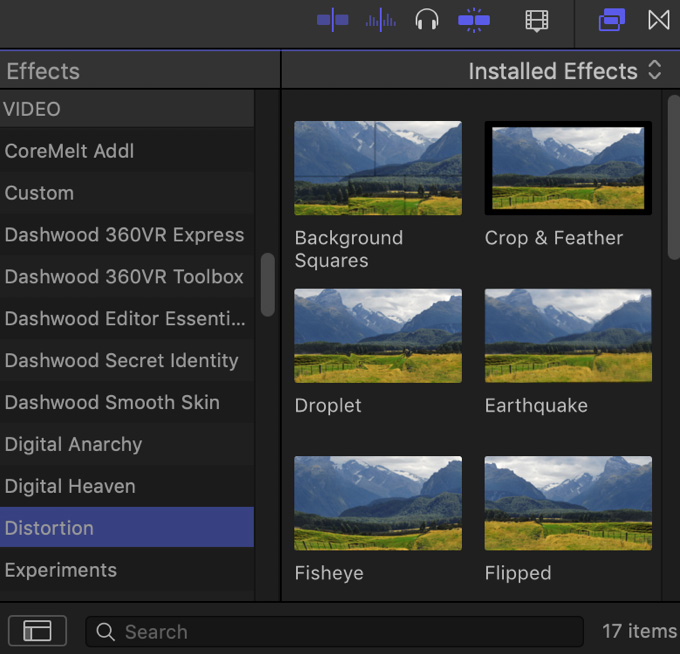 Effects
Installed Effects
VIDEO
CoreMelt Addl
Custom
Dashwood 360VR Express
Dashwood 360VR Toolbox
Dashwood Editor Essenti...
Dashwood Secret Identity
Dashwood Smooth Skin
Digital Anarchy
Digital Heaven
Distortion
Experiments
Background
Squares
Crop & Feather
Droplet
Earthquake
Fisheye
Flipped
Search
17 items